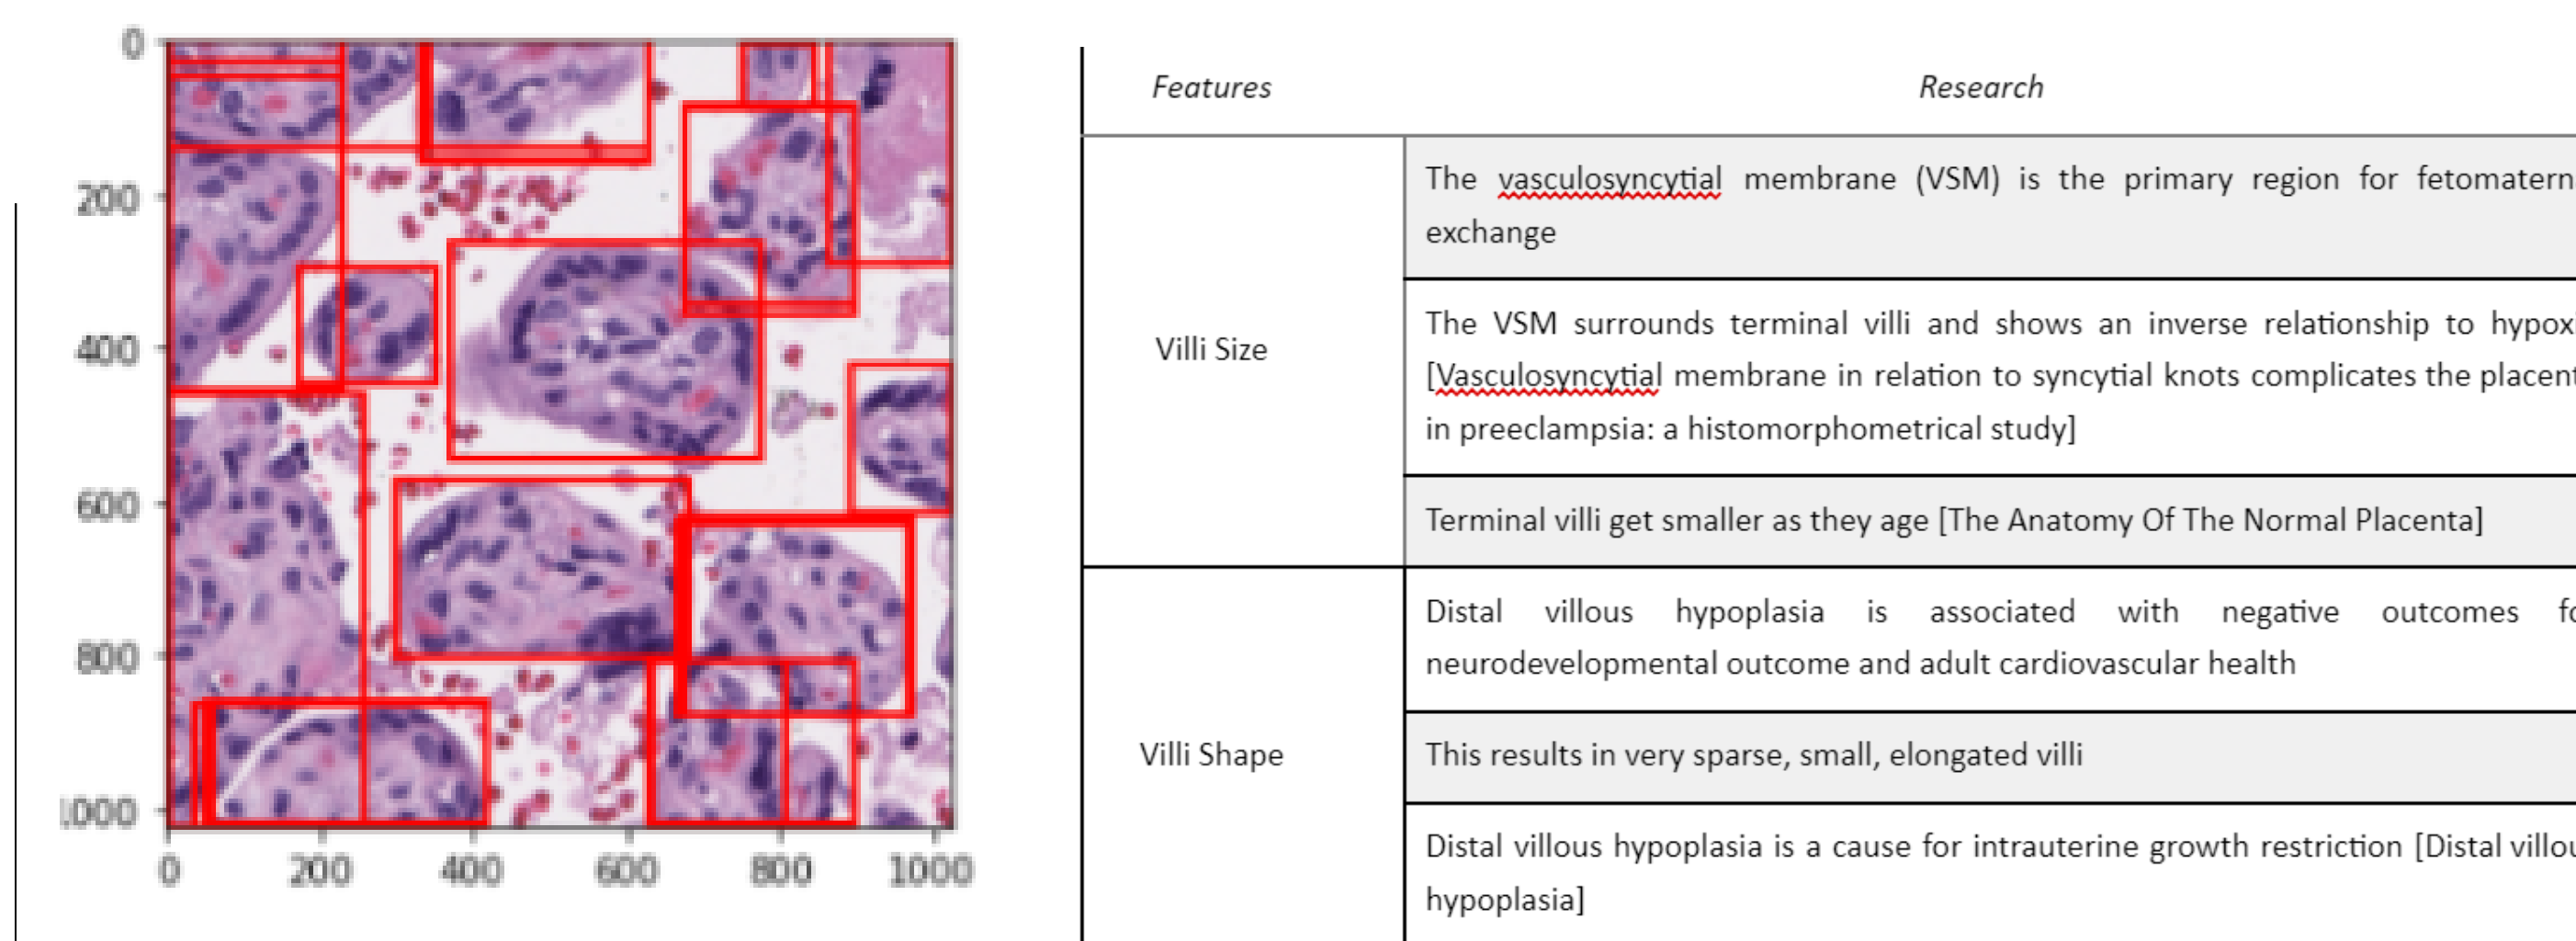 0
200
400
600
800
1000
0 200 400 600 800 1000
Features Research
Villi Size
The vasculosyncytial membrane (VSM) is the primary region for fetomatern
exchange
The VSM surrounds terminal villi and shows an inverse relationship to hypoxi
[Vasculosyncytial membrane in relation to syncytial knots complicates the placent
in preeclampsia: a histomorphometrical study]
Terminal villi get smaller as they age [The Anatomy Of The Normal Placenta]
Villi Shape
Distal villous hypoplasia is associated with negative outcomes fo
neurodevelopmental outcome and adult cardiovascular health
This results in very sparse, small, elongated villi
Distal villous hypoplasia is a cause for intrauterine growth restriction [Distal villou
hypoplasia]